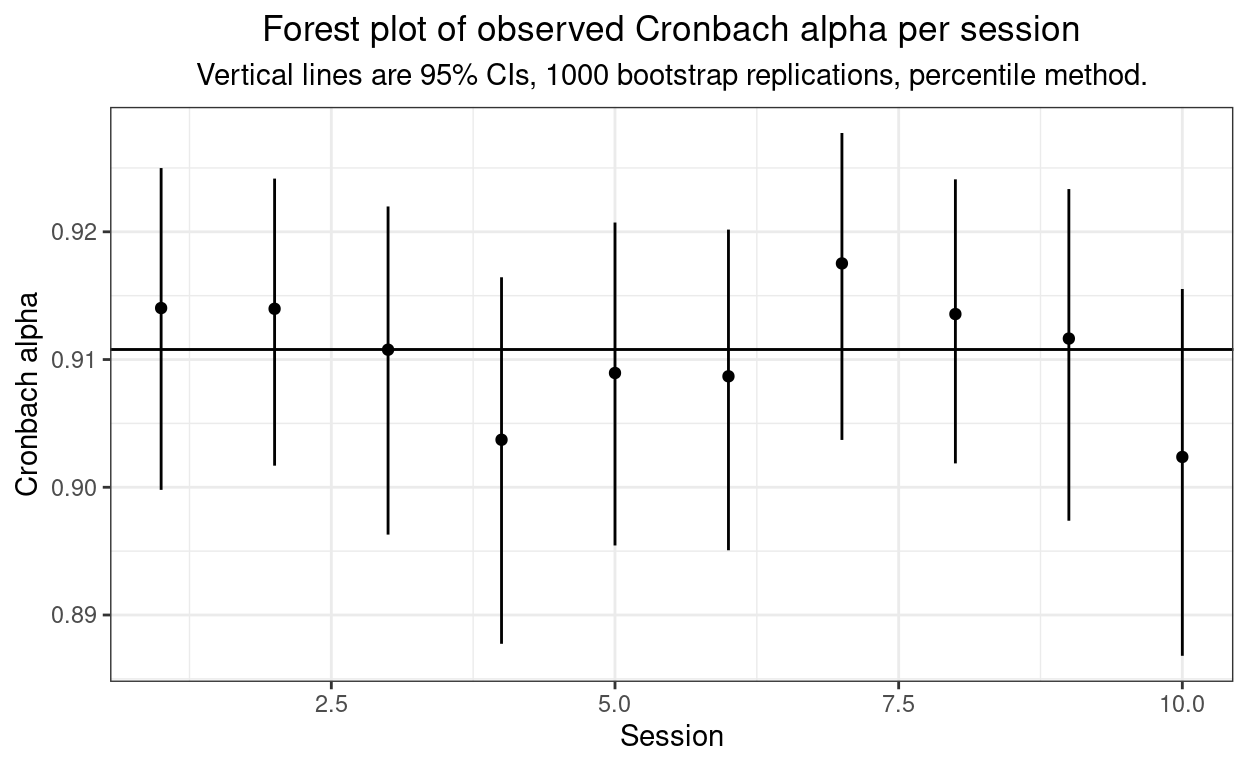 Forest plot of observed Cronbach alpha per session
Vertical lines are 95% CIs, 1000 bootstrap replications, percentile method.
Cronbach alpha
0.92
0.91
0.90
0.89
2.5 5.0 7.5 10.0
Session